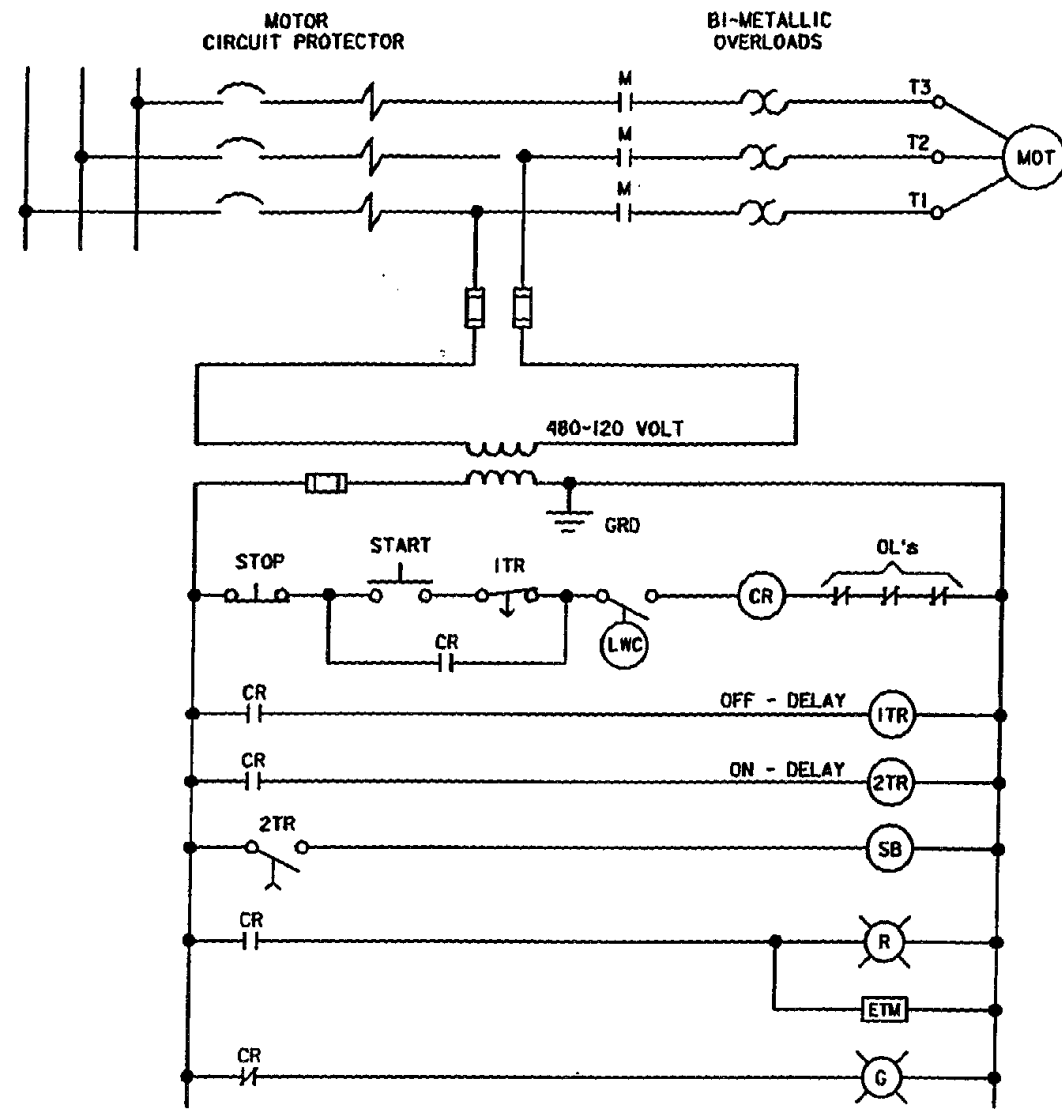 MOTOR
CIRCUIT PROTECTOR
BI-METALLIC
OVERLOADS
M
T3
M
T2
MOT
M
T1
480-120 VOLT
GRD
STOP
START
1TR
OL's
CR
LWC
CR
CR
OFF - DELAY
1TR
CR
ON - DELAY
2TR
2TR
SB
CR
R
ETM
CR
G